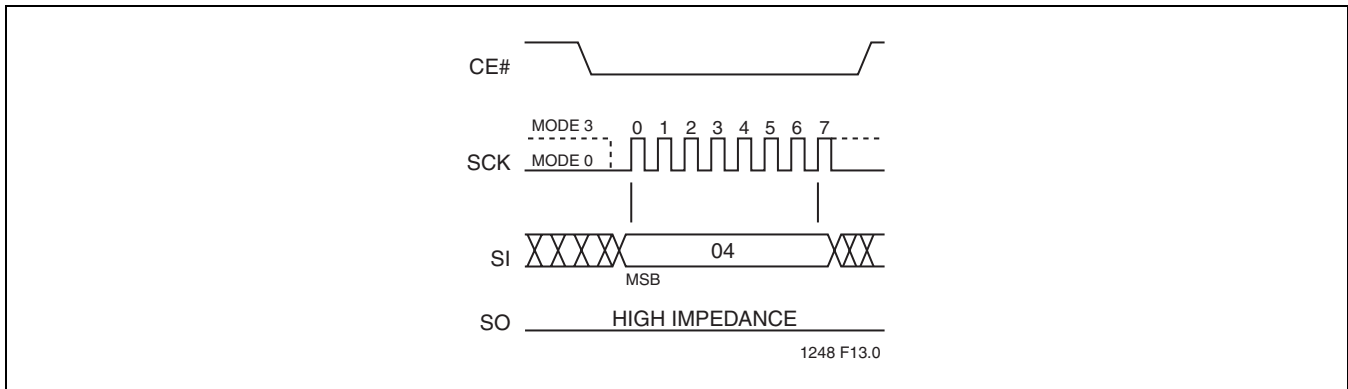 CE#
MODE 3
0 1 2 3 4 5 6 7
SCK
MODE 0
SI
04
MSB
SO
HIGH IMPEDANCE
1248 F13.0